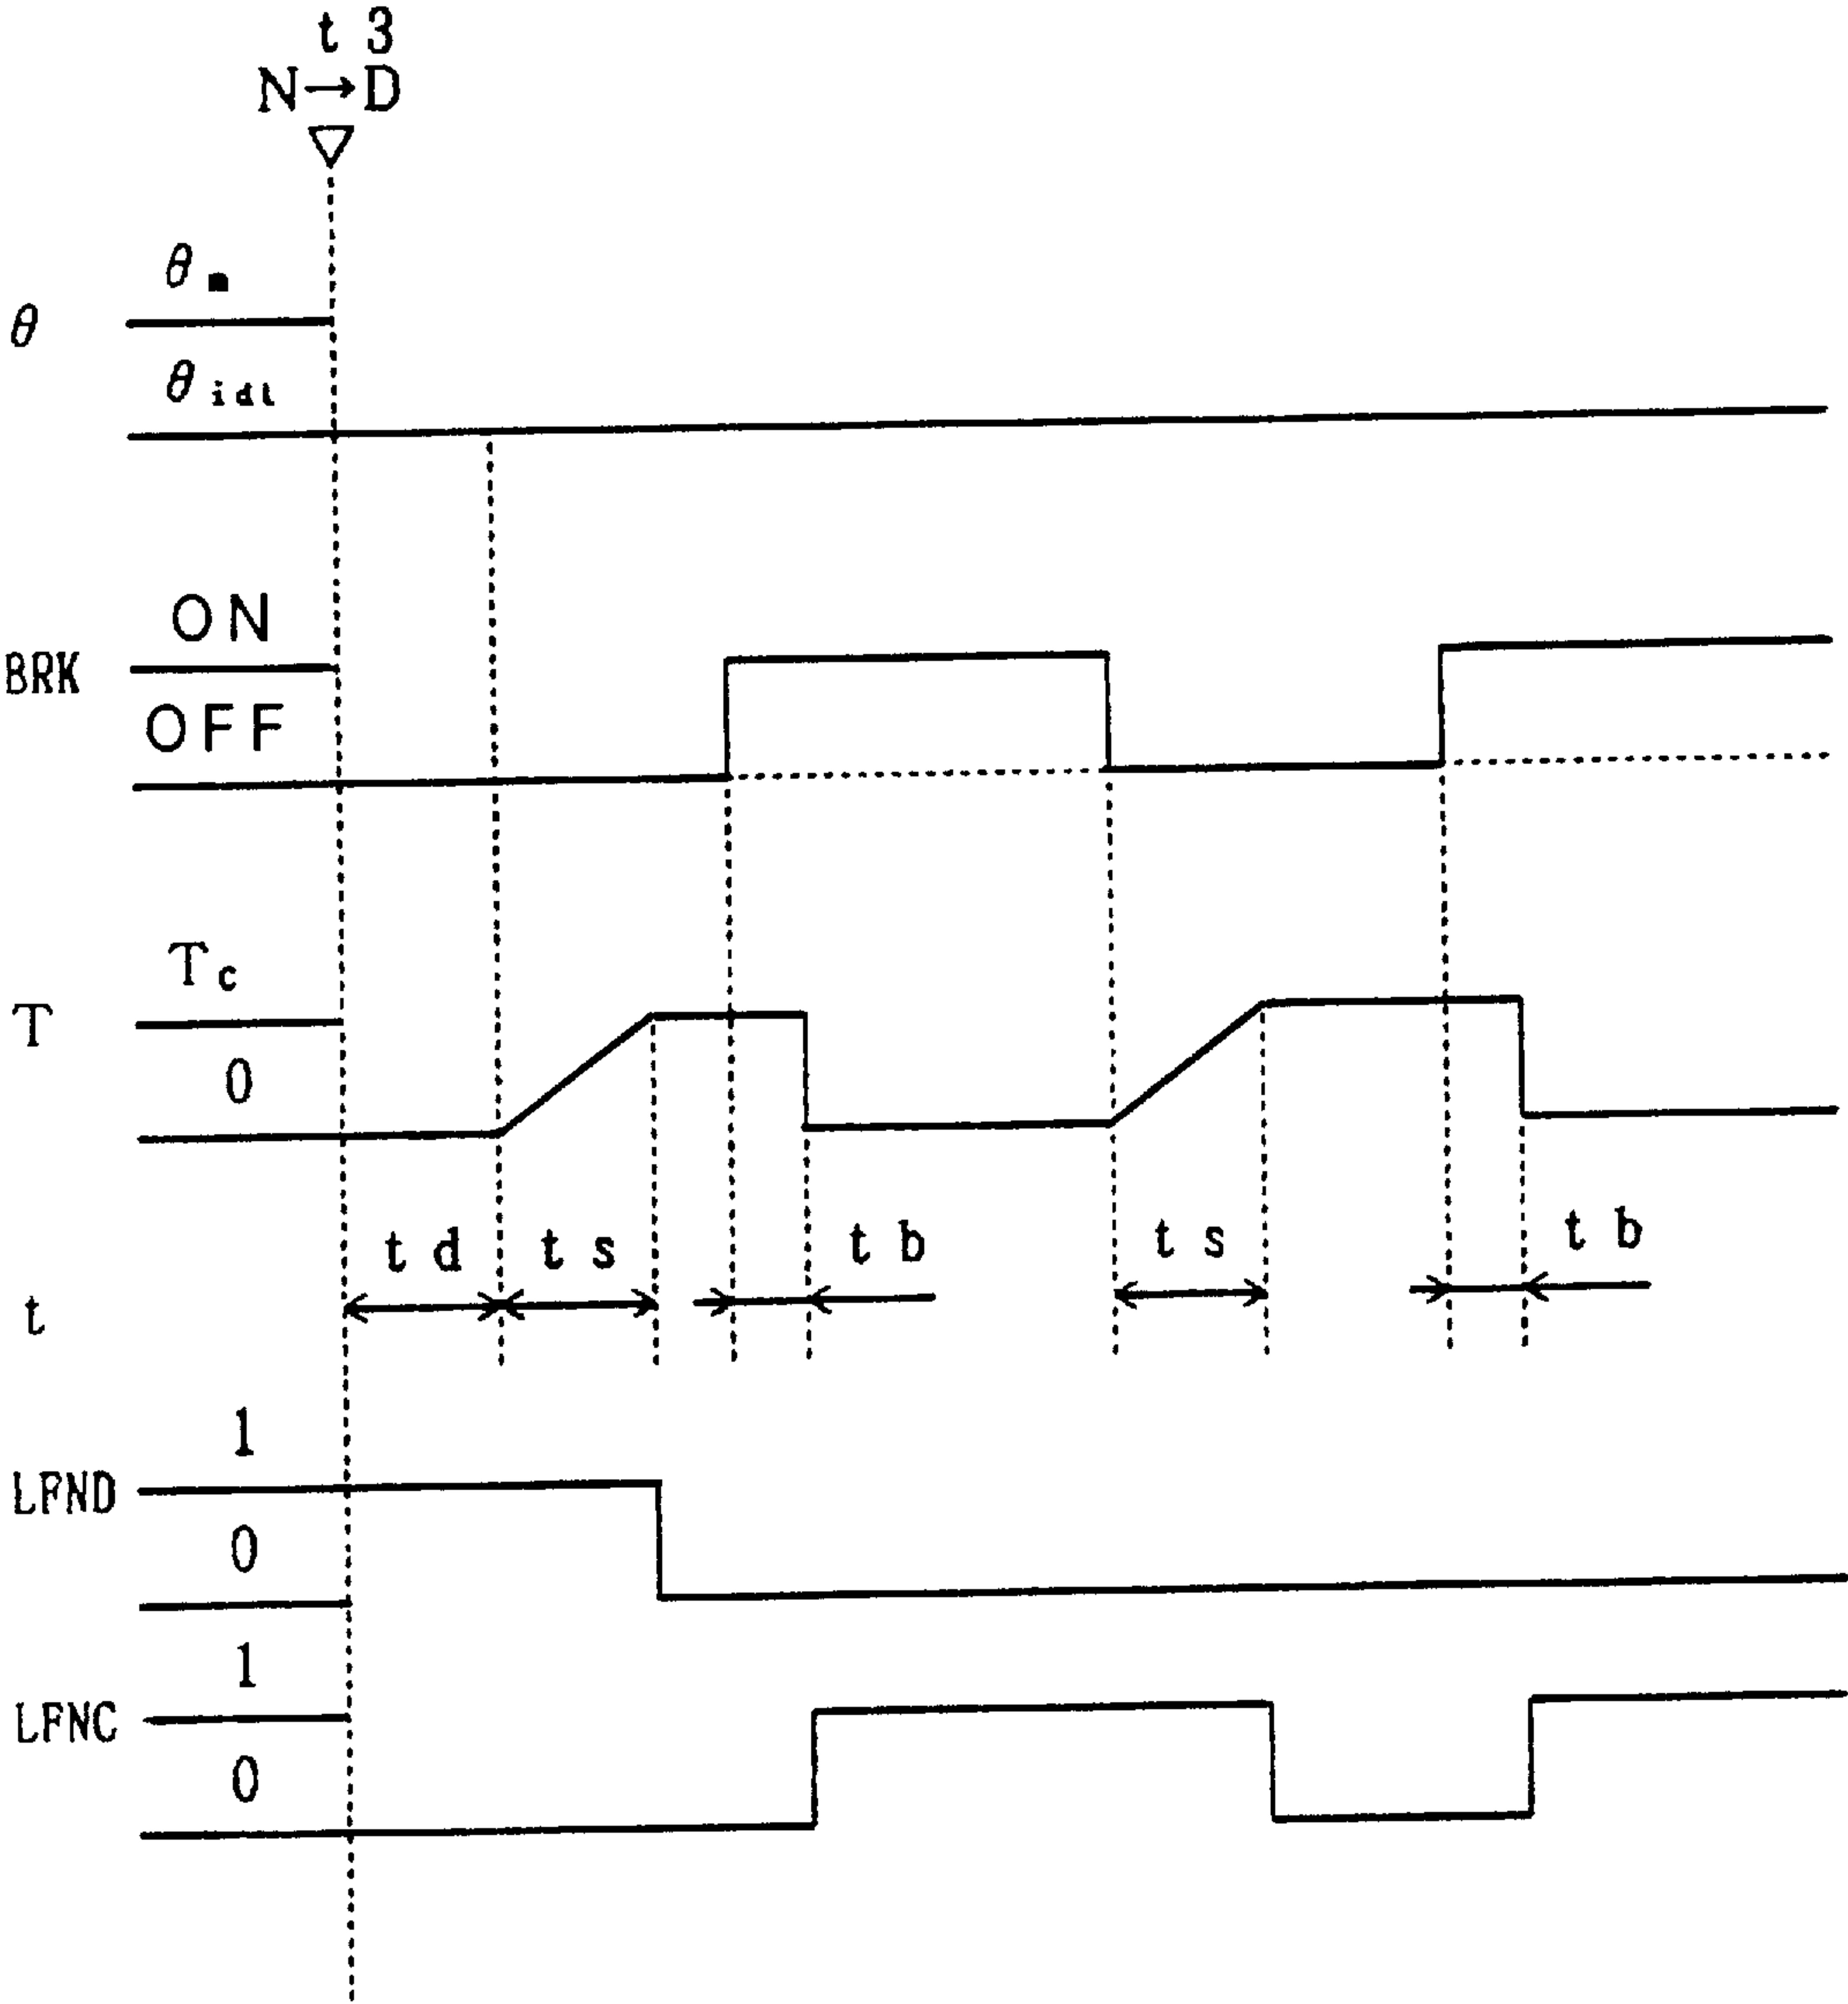 t 3
N→D
θm
θ
θidl
ON
BRK
OFF
Tc
T
0
t d
t s
t b
t s
t b
t
1
LFND
0
1
LFNC
0